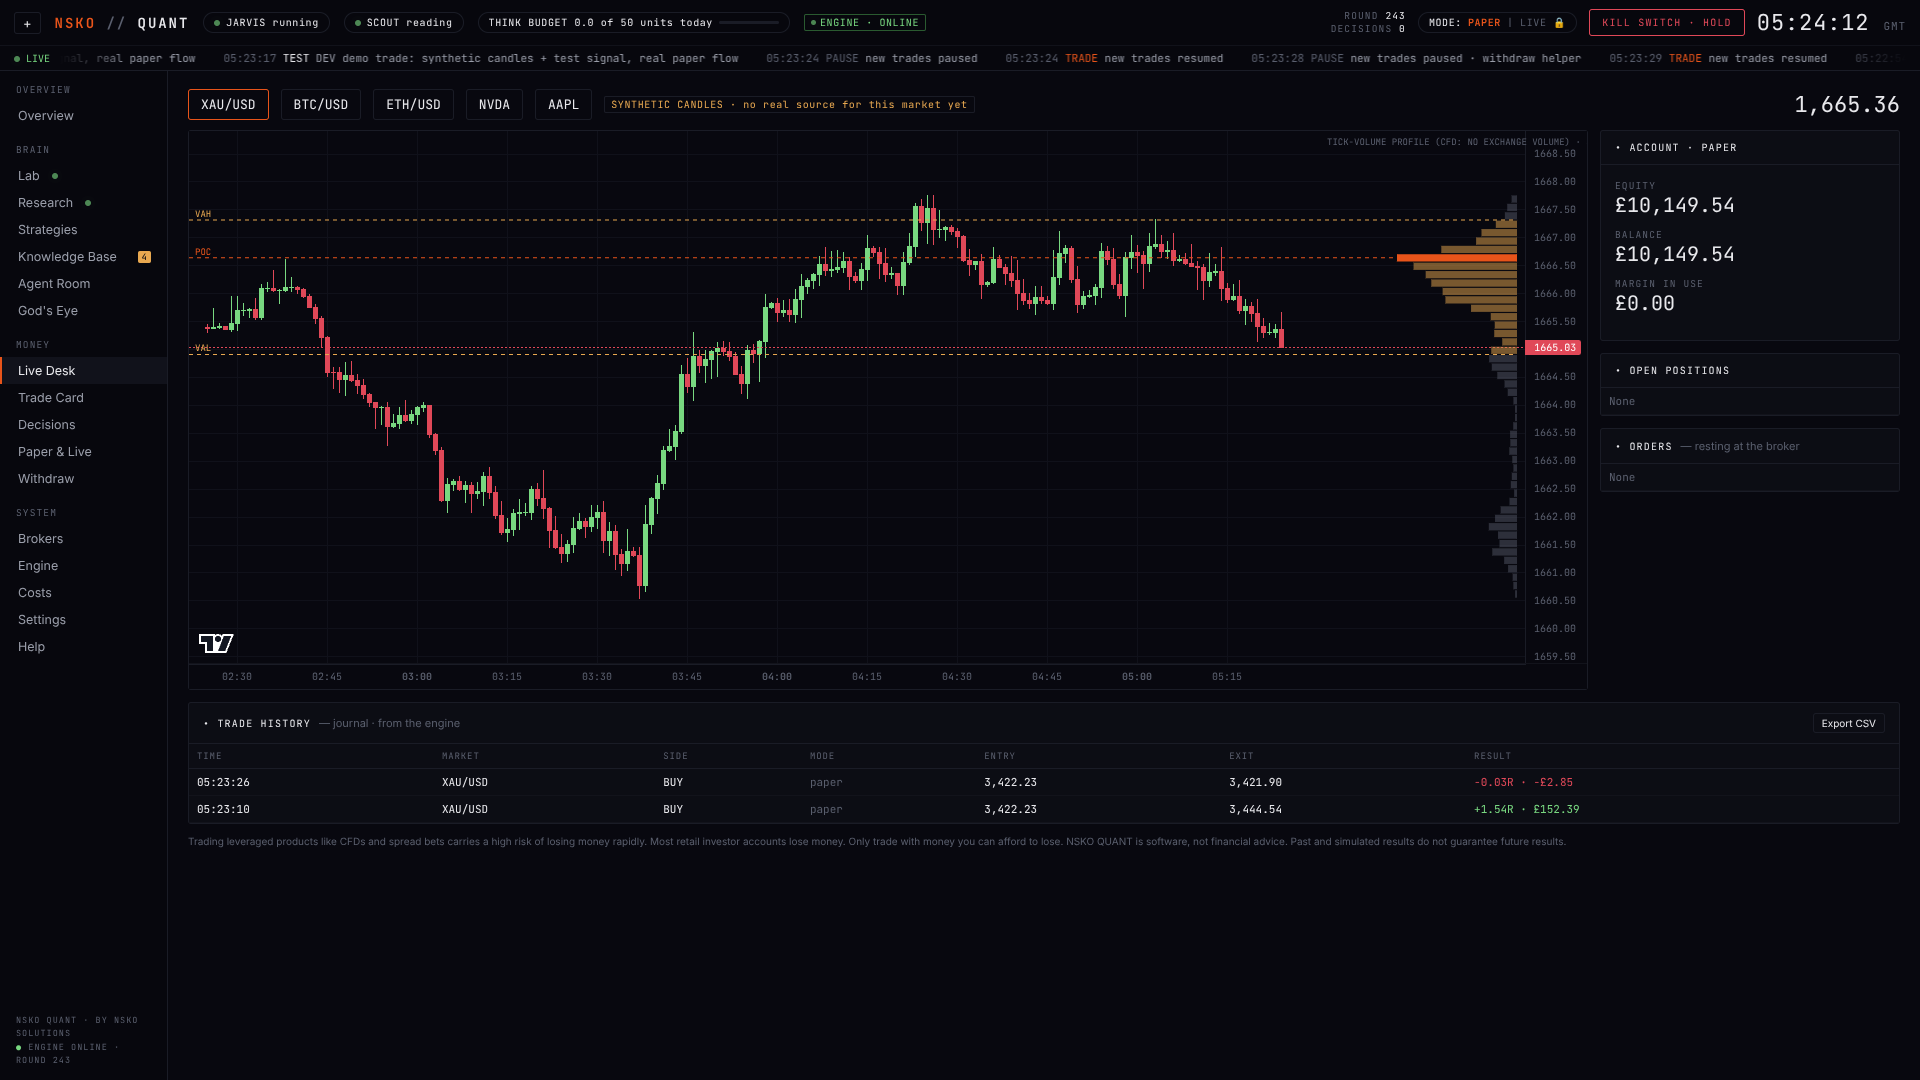 + NSKO // QUANT JARVIS running SCOUT reading THINK BUDGET 0.0 of 50 units today ENGINE · ONLINE ROUND 243 DECISIONS 0 MODE: PAPER | LIVE 🔒 KILL SWITCH · HOLD 05:24:12 GMT
LIVE real paper flow 05:23:17 TEST DEV demo trade: synthetic candles + test signal, real paper flow 05:23:24 PAUSE new trades paused 05:23:24 TRADE new trades resumed 05:23:28 PAUSE new trades paused · withdraw helper 05:23:29 TRADE new trades resumed
OVERVIEW
Overview
BRAIN
Lab
Research
Strategies
Knowledge Base 4
Agent Room
God's Eye
MONEY
Live Desk
Trade Card
Decisions
Paper & Live
Withdraw
SYSTEM
Brokers
Engine
Costs
Settings
Help
NSKO QUANT · BY NSKO
SOLUTIONS
ENGINE ONLINE ·
ROUND 243
XAU/USD BTC/USD ETH/USD NVDA AAPL SYNTHETIC CANDLES · no real source for this market yet 1,665.36
TICK-VOLUME PROFILE (CFD: NO EXCHANGE VOLUME) ·
VAH
POC
VAL
1668.50
1668.00
1667.50
1667.00
1666.50
1666.00
1665.50
1665.03
1664.50
1664.00
1663.50
1663.00
1662.50
1662.00
1661.50
1661.00
1660.50
1660.00
1659.50
02:30 02:45 03:00 03:15 03:30 03:45 04:00 04:15 04:30 04:45 05:00 05:15
• ACCOUNT · PAPER
EQUITY
£10,149.54
BALANCE
£10,149.54
MARGIN IN USE
£0.00
• OPEN POSITIONS
None
• ORDERS — resting at the broker
None
• TRADE HISTORY — journal · from the engine Export CSV
TIME MARKET SIDE MODE ENTRY EXIT RESULT
05:23:26 XAU/USD BUY paper 3,422.23 3,421.90 -0.03R · -£2.85
05:23:10 XAU/USD BUY paper 3,422.23 3,444.54 +1.54R · £152.39
Trading leveraged products like CFDs and spread bets carries a high risk of losing money rapidly. Most retail investor accounts lose money. Only trade with money you can afford to lose. NSKO QUANT is software, not financial advice. Past and simulated results do not guarantee future results.